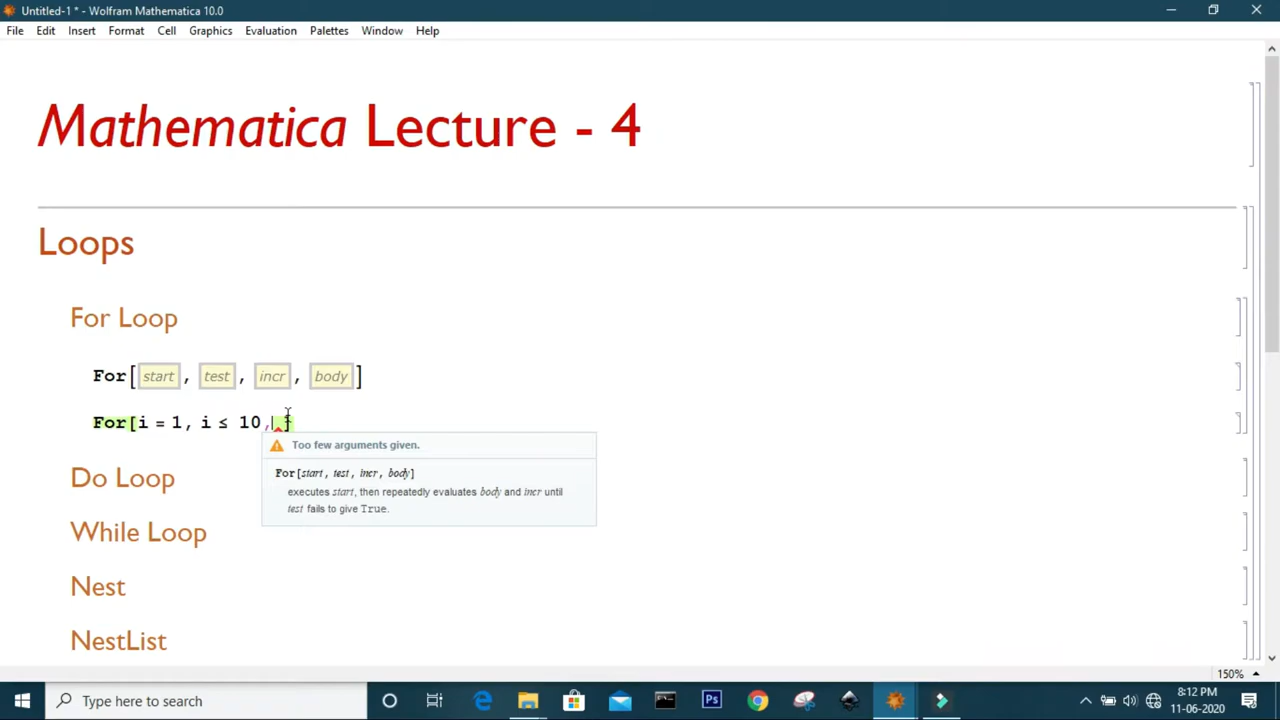 Untitled-1 * - Wolfram Mathematica 10.0
File Edit Insert Format Cell Graphics Evaluation Palettes Window Help
Mathematica Lecture - 4
Loops
For Loop
For[start, test, incr, body]
For[i = 1, i ≤ 10, ]
Too few arguments given.
For[start, test, incr, body]
executes start, then repeatedly evaluates body and incr until
test fails to give True.
Do Loop
While Loop
Nest
NestList
150%
Type here to search
Ps
8:12 PM
11-06-2020